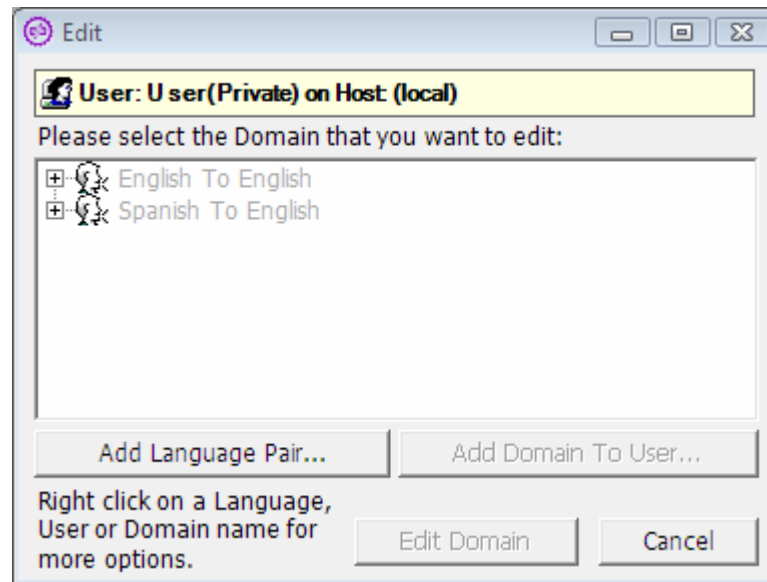 Edit
User: U ser(Private) on Host: (local)
Please select the Domain that you want to edit:
English To English
Spanish To English
Add Language Pair...
Add Domain To User...
Right click on a Language,
User or Domain name for
more options.
Edit Domain
Cancel